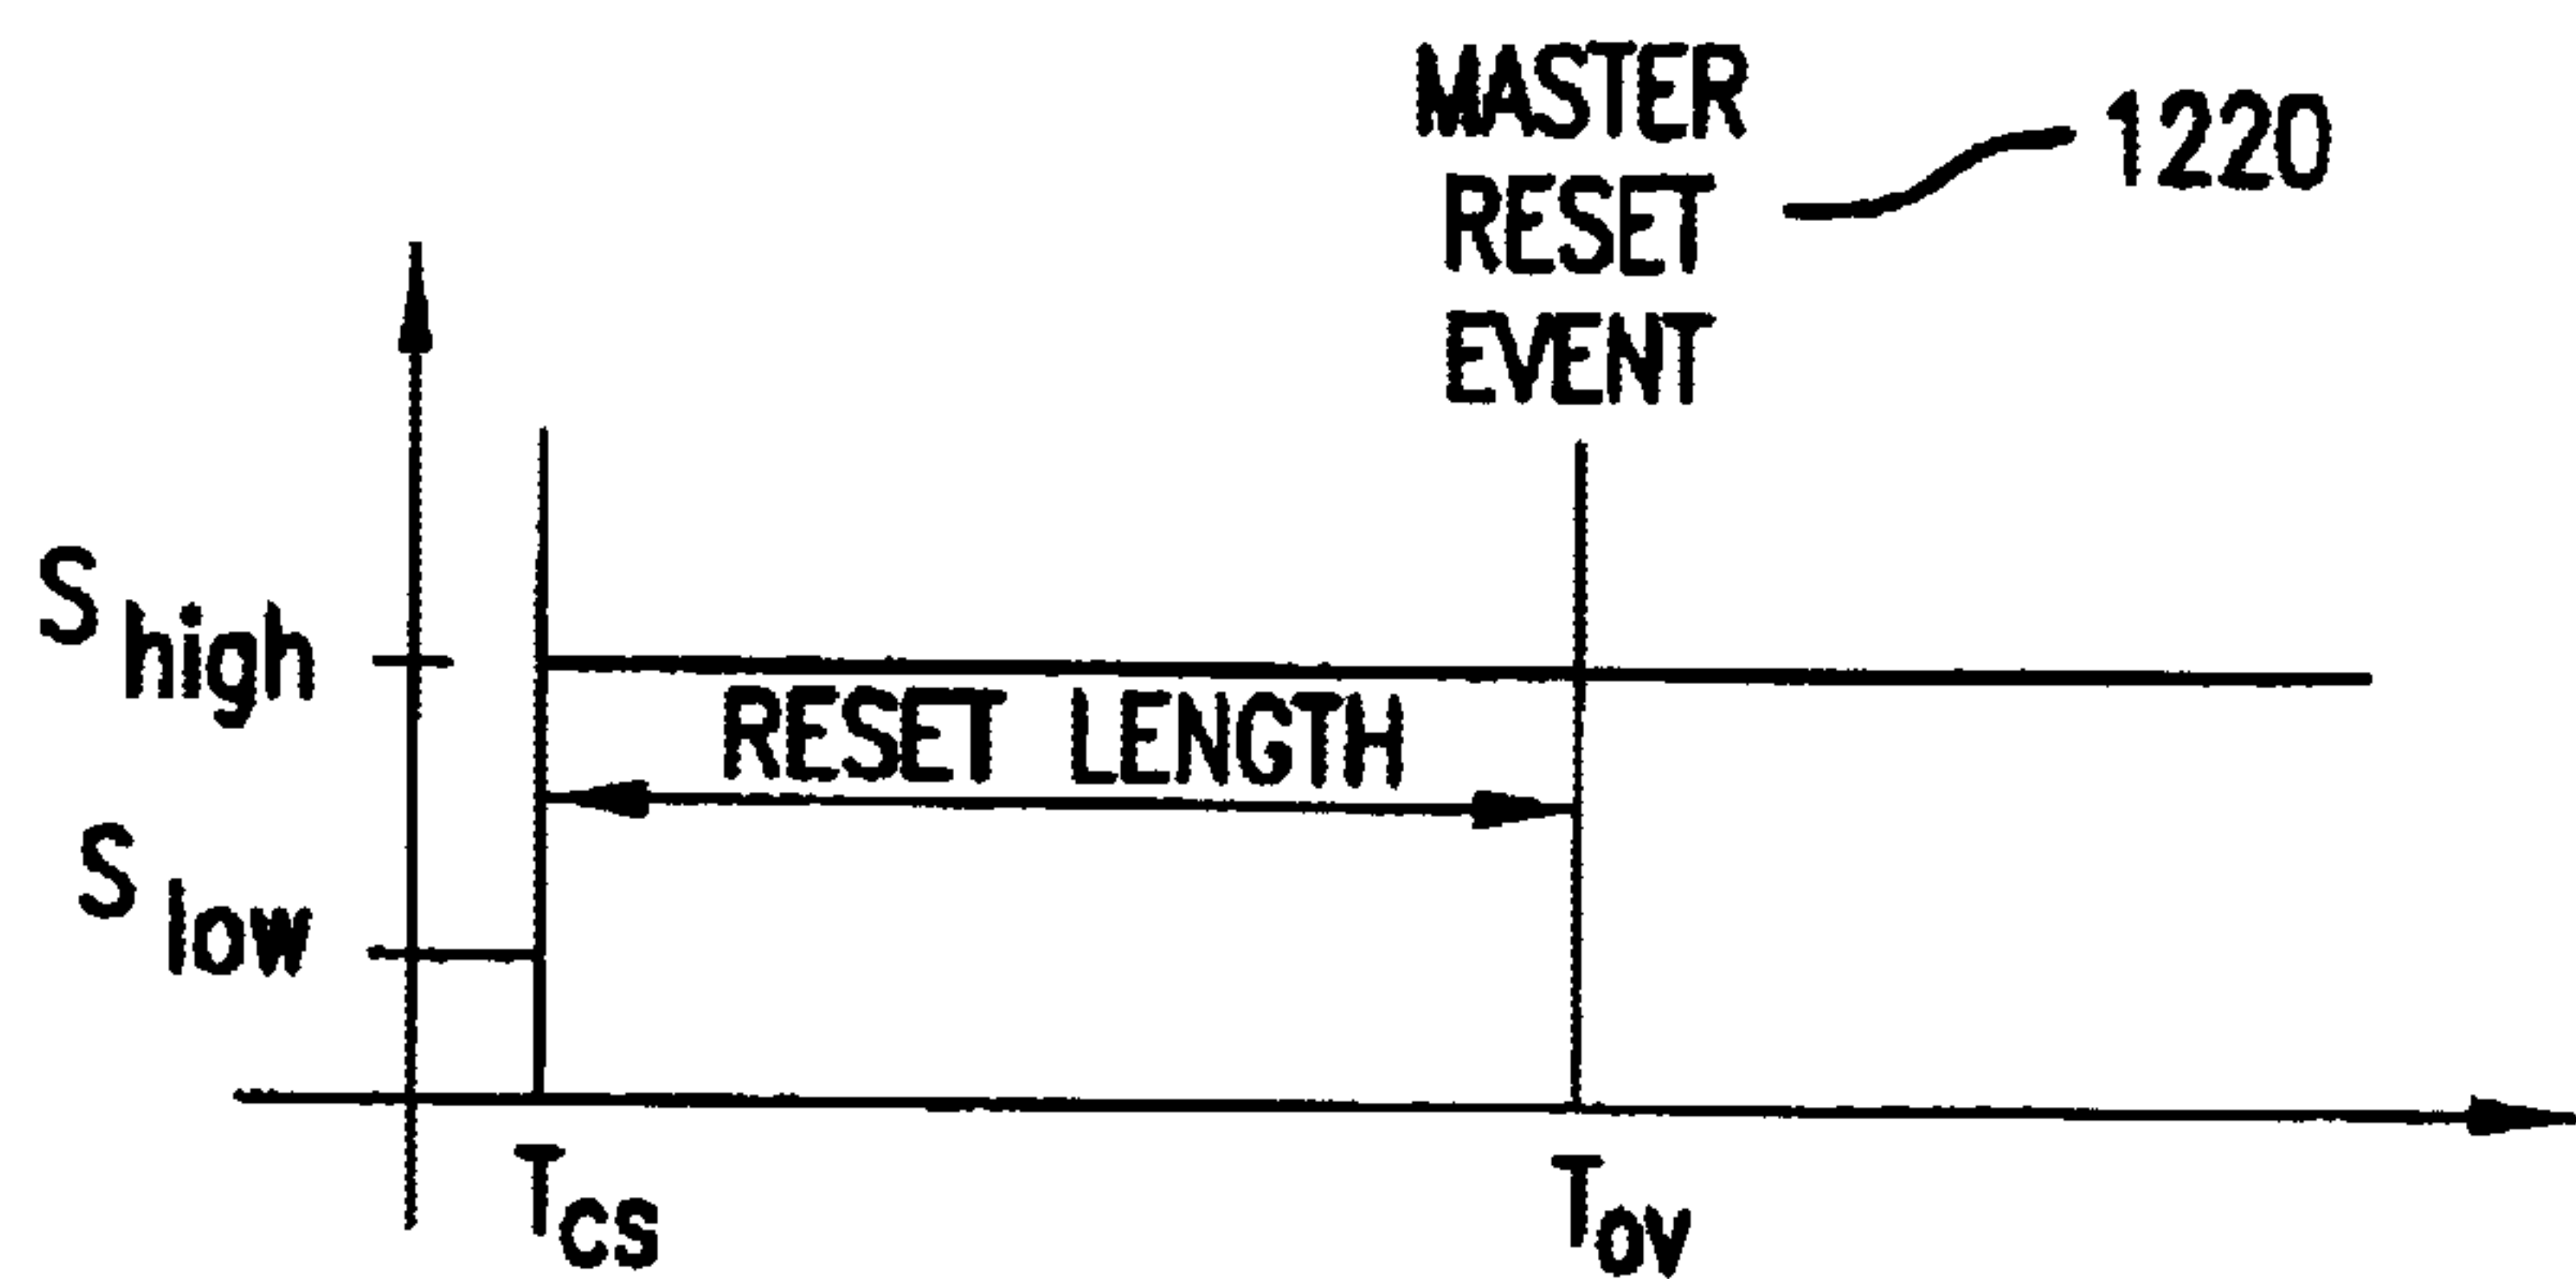 MASTER
RESET
EVENT
1220
S high
RESET LENGTH
S low
Tcs
Tov